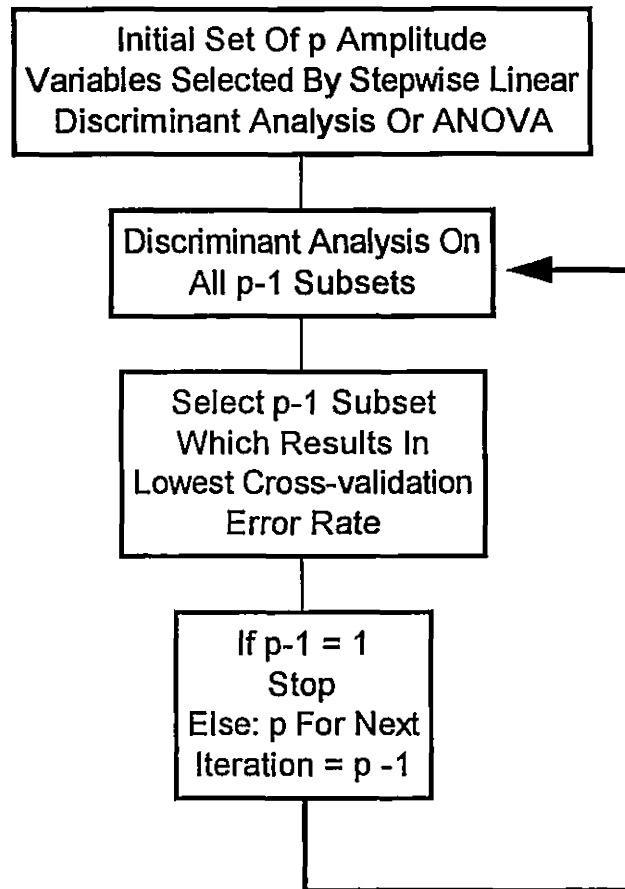 Initial Set Of p Amplitude
Variables Selected By Stepwise Linear
Discriminant Analysis Or ANOVA
Discriminant Analysis On
All p-1 Subsets
Select p-1 Subset
Which Results In
Lowest Cross-validation
Error Rate
If p-1 = 1
Stop
Else: p For Next
Iteration = p -1